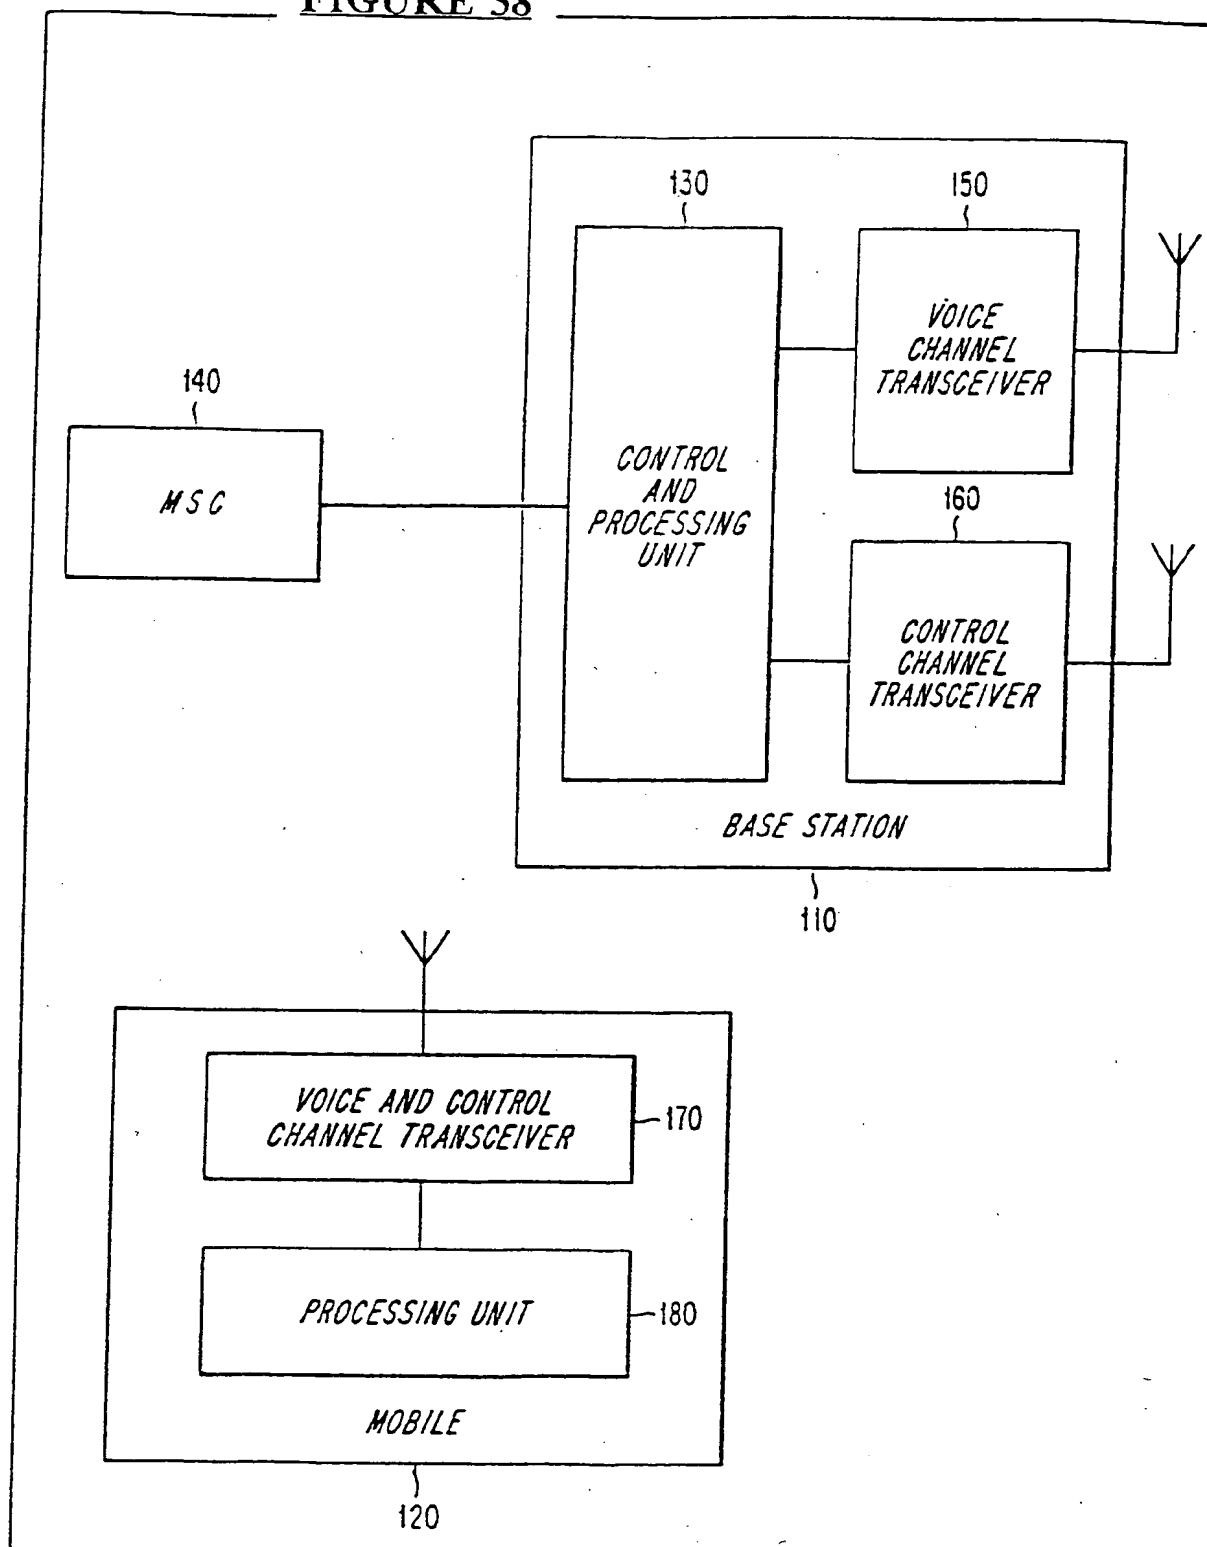 FIGURE 38
130
150
VOICE
CHANNEL
TRANSCEIVER
140
MSC
CONTROL
AND
PROCESSING
UNIT
160
CONTROL
CHANNEL
TRANSCEIVER
BASE STATION
110
VOICE AND CONTROL
CHANNEL TRANSCEIVER
170
PROCESSING UNIT
180
MOBILE
120